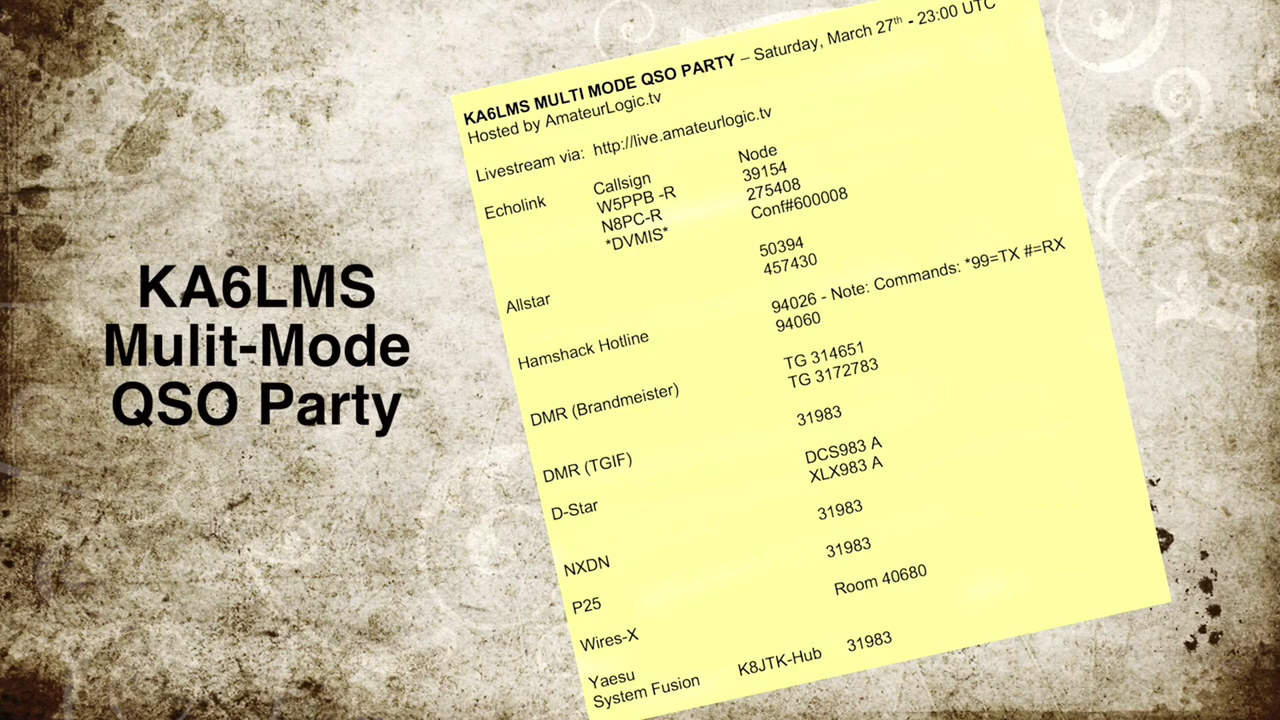 KA6LMS
Mulit-Mode
QSO Party
KA6LMS MULTI MODE QSO PARTY – Saturday, March 27th - 23:00 UTC
Hosted by AmateurLogic.tv
Livestream via: http://live.amateurlogic.tv
Callsign Node
Echolink W5PPB -R 39154
N8PC-R 275408
*DVMIS* Conf#600008
Allstar 50394
457430
Hamshack Hotline 94026 - Note: Commands: *99=TX #=RX
94060
DMR (Brandmeister) TG 314651
TG 3172783
DMR (TGIF) 31983
D-Star DCS983 A
XLX983 A
NXDN 31983
P25 31983
Wires-X Room 40680
Yaesu
System Fusion K8JTK-Hub 31983